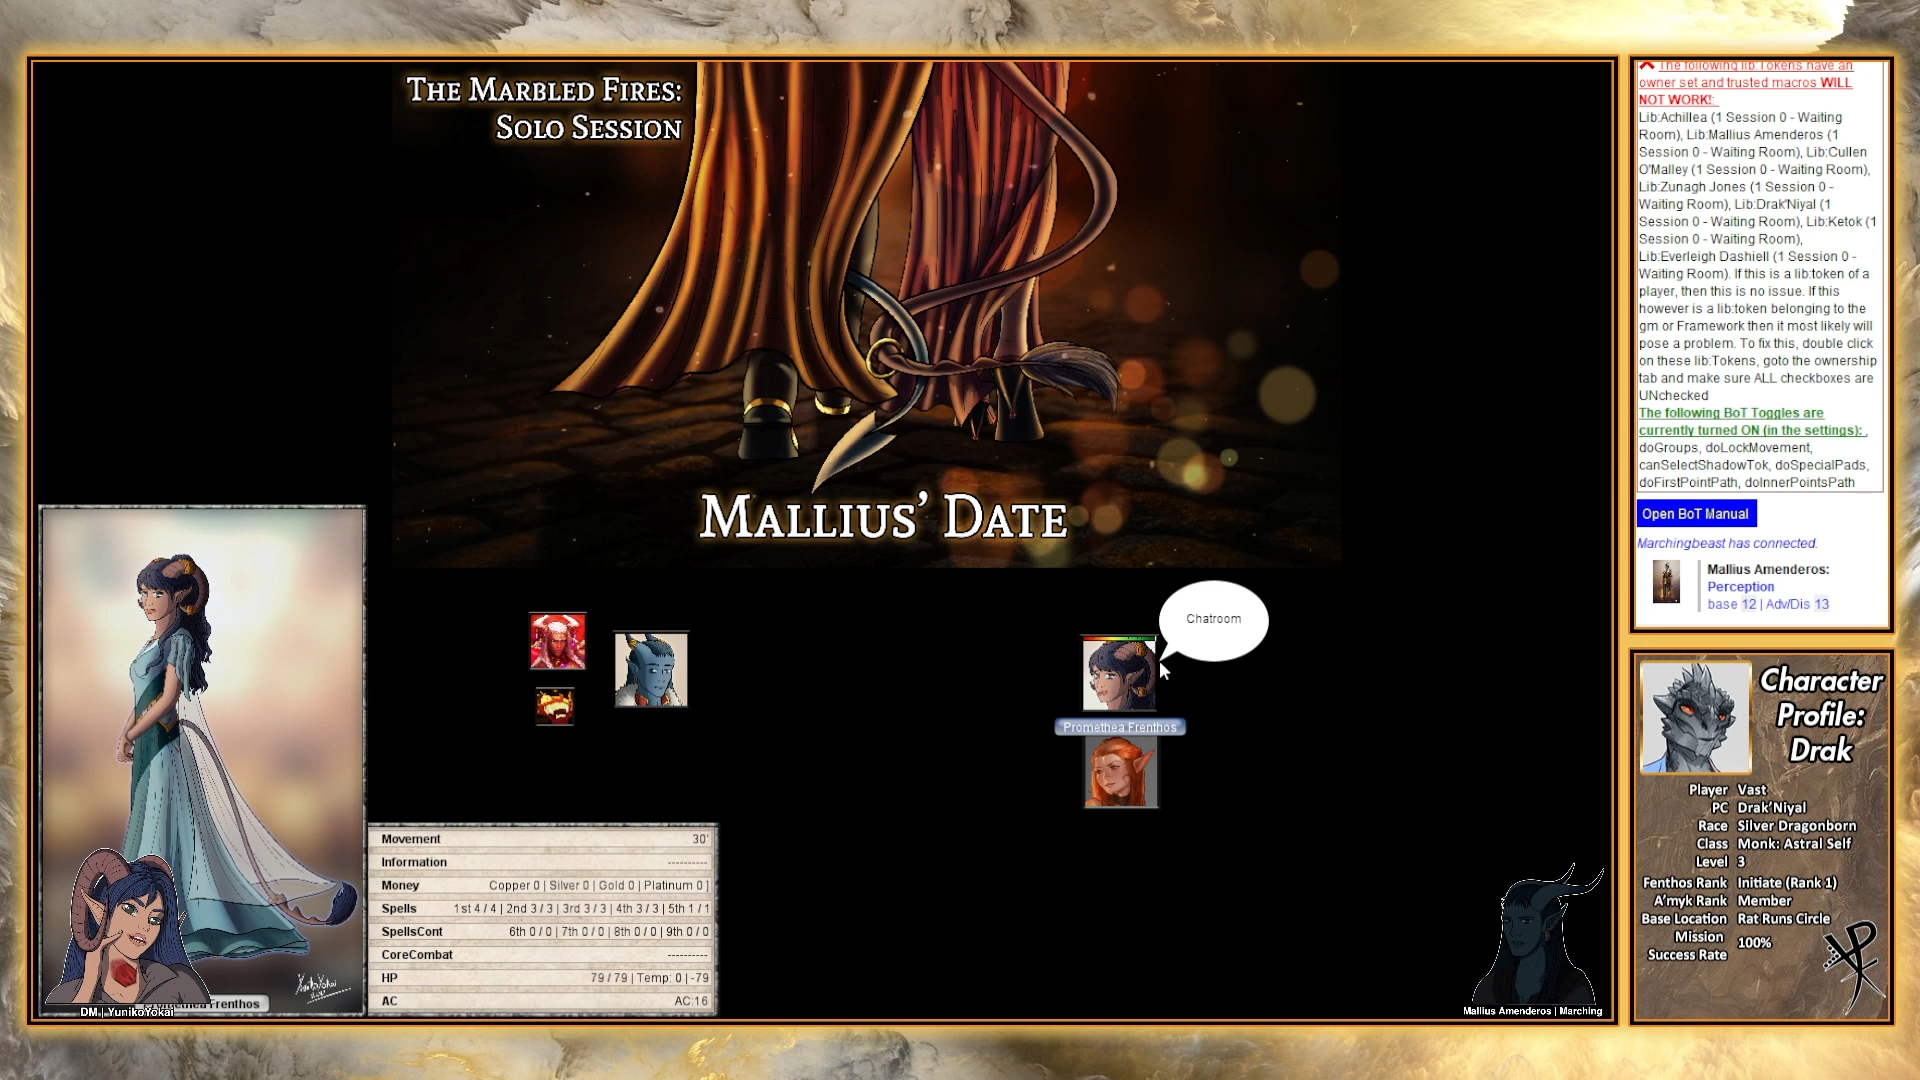 THE MARBLED FIRES:
SOLO SESSION
MALLIUS' DATE
Chatroom
Promethea Frenthos
Movement 30'
Information ----------
Money Copper 0 | Silver 0 | Gold 0 | Platinum 0 ]
Spells 1st 4 / 4 | 2nd 3 / 3 | 3rd 3 / 3 | 4th 3 / 3 | 5th 1 / 1
SpellsCont 6th 0 / 0 | 7th 0 / 0 | 8th 0 / 0 | 9th 0 / 0
CoreCombat ----------
HP 79 / 79 | Temp: 0 | -79
AC AC:16
Frenthos
DM | YunikoYokai
Mallius Amenderos | Marching
The following lib:Tokens have an
owner set and trusted macros WILL
NOT WORK!:
Lib:Achillea (1 Session 0 - Waiting
Room), Lib:Mallius Amenderos (1
Session 0 - Waiting Room), Lib:Cullen
O'Malley (1 Session 0 - Waiting Room),
Lib:Zunagh Jones (1 Session 0 -
Waiting Room), Lib:Drak'Niyal (1
Session 0 - Waiting Room), Lib:Ketok (1
Session 0 - Waiting Room),
Lib:Everleigh Dashiell (1 Session 0 -
Waiting Room). If this is a lib:token of a
player, then this is no issue. If this
however is a lib:token belonging to the
gm or Framework then it most likely will
pose a problem. To fix this, double click
on these lib:Tokens, goto the ownership
tab and make sure ALL checkboxes are
UNchecked
The following BoT Toggles are
currently turned ON (in the settings): ,
doGroups, doLockMovement,
canSelectShadowTok, doSpecialPads,
doFirstPointPath, doInnerPointsPath
Open BoT Manual
Marchingbeast has connected.
Mallius Amenderos:
Perception
base 12 | Adv/Dis 13
Character
Profile:
Drak
Player Vast
PC Drak'Niyal
Race Silver Dragonborn
Class Monk: Astral Self
Level 3
Fenthos Rank Initiate (Rank 1)
A'myk Rank Member
Base Location Rat Runs Circle
Mission
Success Rate 100%